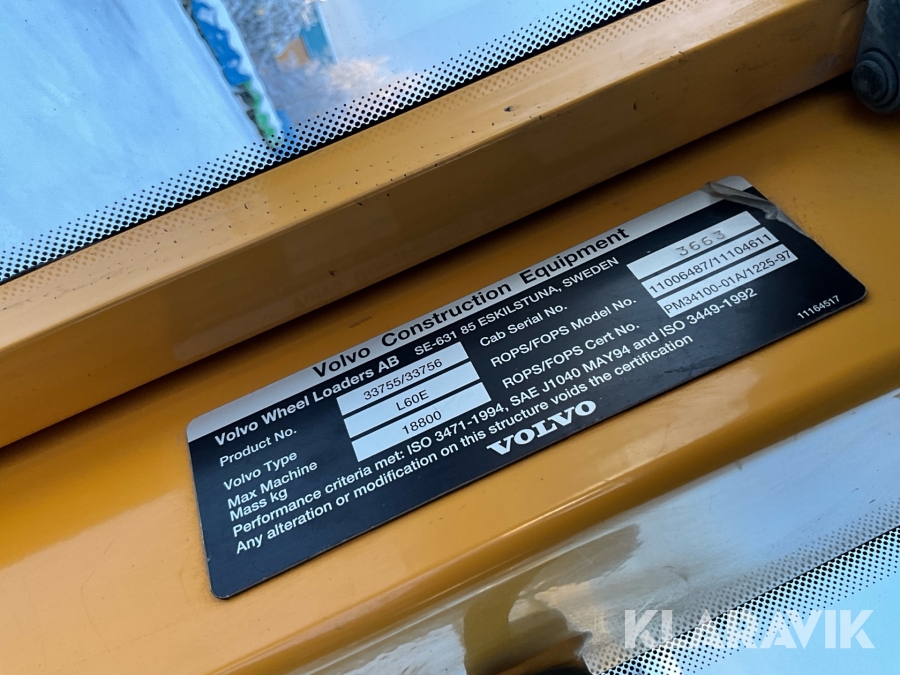 Volvo Construction Equipment
Volvo Wheel Loaders AB SE-631 85 ESKILSTUNA, SWEDEN
Product No. 33755/33756 Cab Serial No. 3663
Volvo Type L60E ROPS/FOPS Model No. 11006487/11104611
Max Machine Mass kg 18800 ROPS/FOPS Cert No. PM34100-01A/1225-97
Performance criteria met: ISO 3471-1994, SAE J1040 MAY94 and ISO 3449-1992
Any alteration or modification on this structure voids the certification
VOLVO
11164517
KLARAVIK